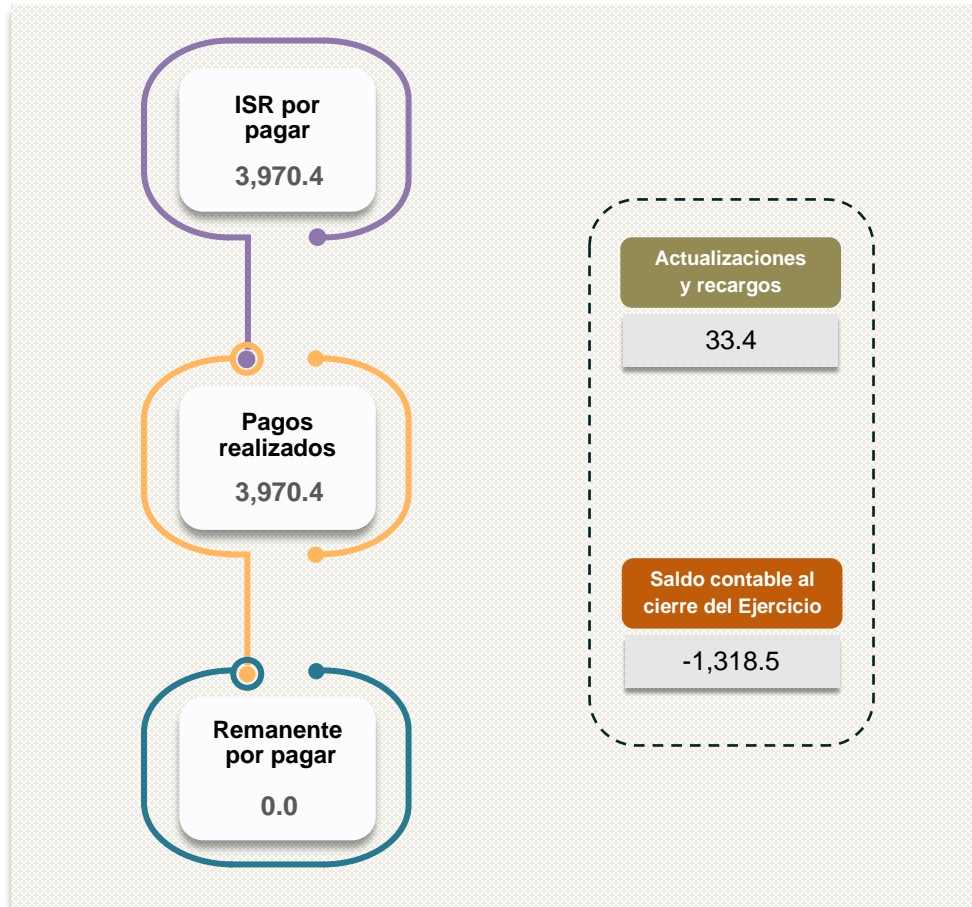 ISR por
pagar
3,970.4
Pagos
realizados
3,970.4
Remanente
por pagar
0.0
Actualizaciones
y recargos
33.4
Saldo contable al
cierre del Ejercicio
-1,318.5